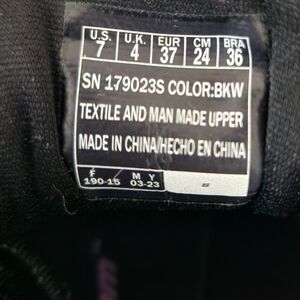 U.S. U.K. EUR CM BRA
7 4 37 24 36
SN 179023S COLOR:BKW
TEXTILE AND MAN MADE UPPER
MADE IN CHINA/HECHO EN CHINA
F M Y
190-15 03-23